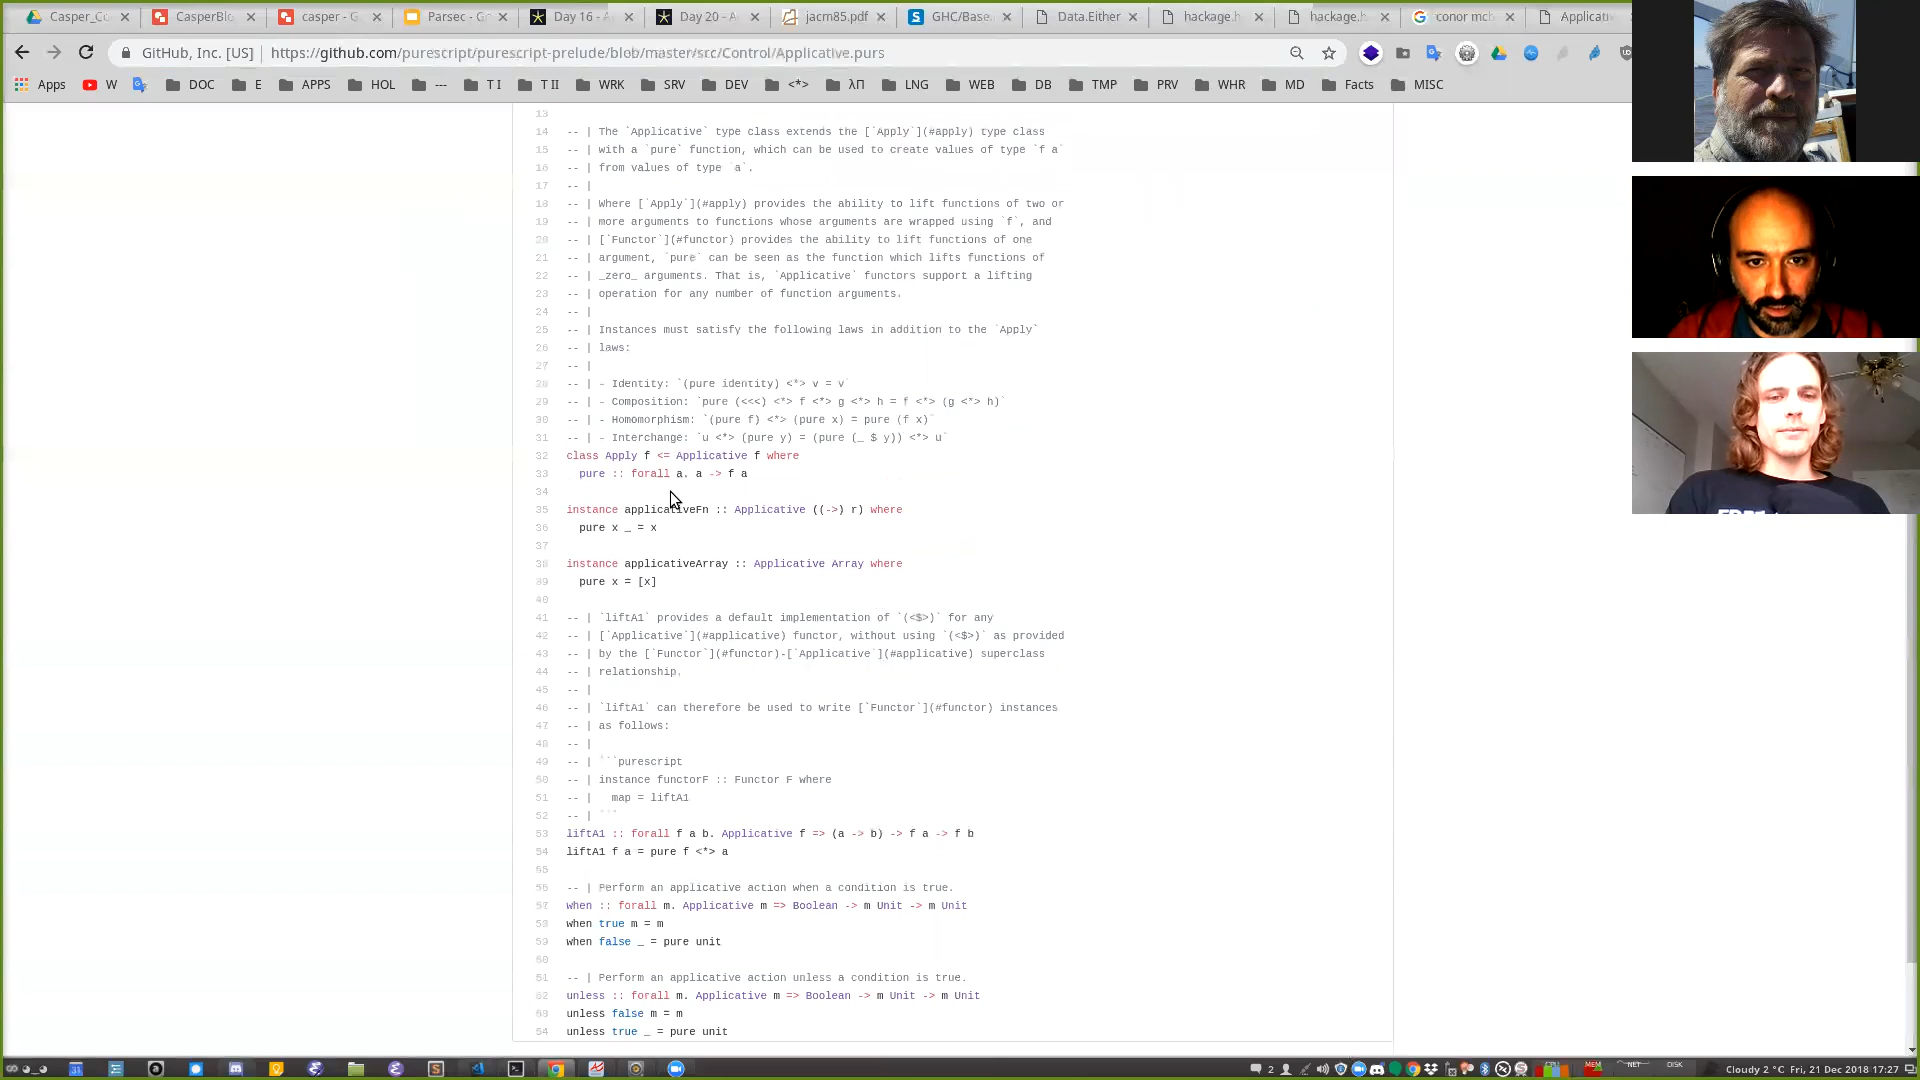 Casper_Co
CasperBlo
casper - G
Parsec - Go
Day 16 - A
Day 20 - A
jacm85.pdf
GHC/Base.
Data.Either
hackage.h
hackage.h
conor mcb
Applicati
GitHub, Inc. [US]
https://github.com/purescript/purescript-prelude/blob/master/src/Control/Applicative.purs
Apps W DOC E APPS HOL --- T I T II WRK SRV DEV <*> λΠ LNG WEB DB TMP PRV WHR MD Facts MISC
13
14 -- | The `Applicative` type class extends the [`Apply`](#apply) type class
15 -- | with a `pure` function, which can be used to create values of type `f a`
16 -- | from values of type `a`.
17 -- |
18 -- | Where [`Apply`](#apply) provides the ability to lift functions of two or
19 -- | more arguments to functions whose arguments are wrapped using `f`, and
20 -- | [`Functor`](#functor) provides the ability to lift functions of one
21 -- | argument, `pure` can be seen as the function which lifts functions of
22 -- | _zero_ arguments. That is, `Applicative` functors support a lifting
23 -- | operation for any number of function arguments.
24 -- |
25 -- | Instances must satisfy the following laws in addition to the `Apply`
26 -- | laws:
27 -- |
28 -- | - Identity: `(pure identity) <*> v = v`
29 -- | - Composition: `pure (<<<) <*> f <*> g <*> h = f <*> (g <*> h)`
30 -- | - Homomorphism: `(pure f) <*> (pure x) = pure (f x)`
31 -- | - Interchange: `u <*> (pure y) = (pure (_ $ y)) <*> u`
32 class Apply f <= Applicative f where
33 pure :: forall a. a -> f a
34
35 instance applicativeFn :: Applicative ((->) r) where
36 pure x _ = x
37
38 instance applicativeArray :: Applicative Array where
39 pure x = [x]
40
41 -- | `liftA1` provides a default implementation of `(<$>)` for any
42 -- | [`Applicative`](#applicative) functor, without using `(<$>)` as provided
43 -- | by the [`Functor`](#functor)-[`Applicative`](#applicative) superclass
44 -- | relationship.
45 -- |
46 -- | `liftA1` can therefore be used to write [`Functor`](#functor) instances
47 -- | as follows:
48 -- |
49 -- | ```purescript
50 -- | instance functorF :: Functor F where
51 -- | map = liftA1
52 -- | ```
53 liftA1 :: forall f a b. Applicative f => (a -> b) -> f a -> f b
54 liftA1 f a = pure f <*> a
55
56 -- | Perform an applicative action when a condition is true.
57 when :: forall m. Applicative m => Boolean -> m Unit -> m Unit
58 when true m = m
59 when false _ = pure unit
60
61 -- | Perform an applicative action unless a condition is true.
62 unless :: forall m. Applicative m => Boolean -> m Unit -> m Unit
63 unless false m = m
64 unless true _ = pure unit
2
CPU MEM NET DISK
Cloudy 2 °C Fri, 21 Dec 2018 17:27